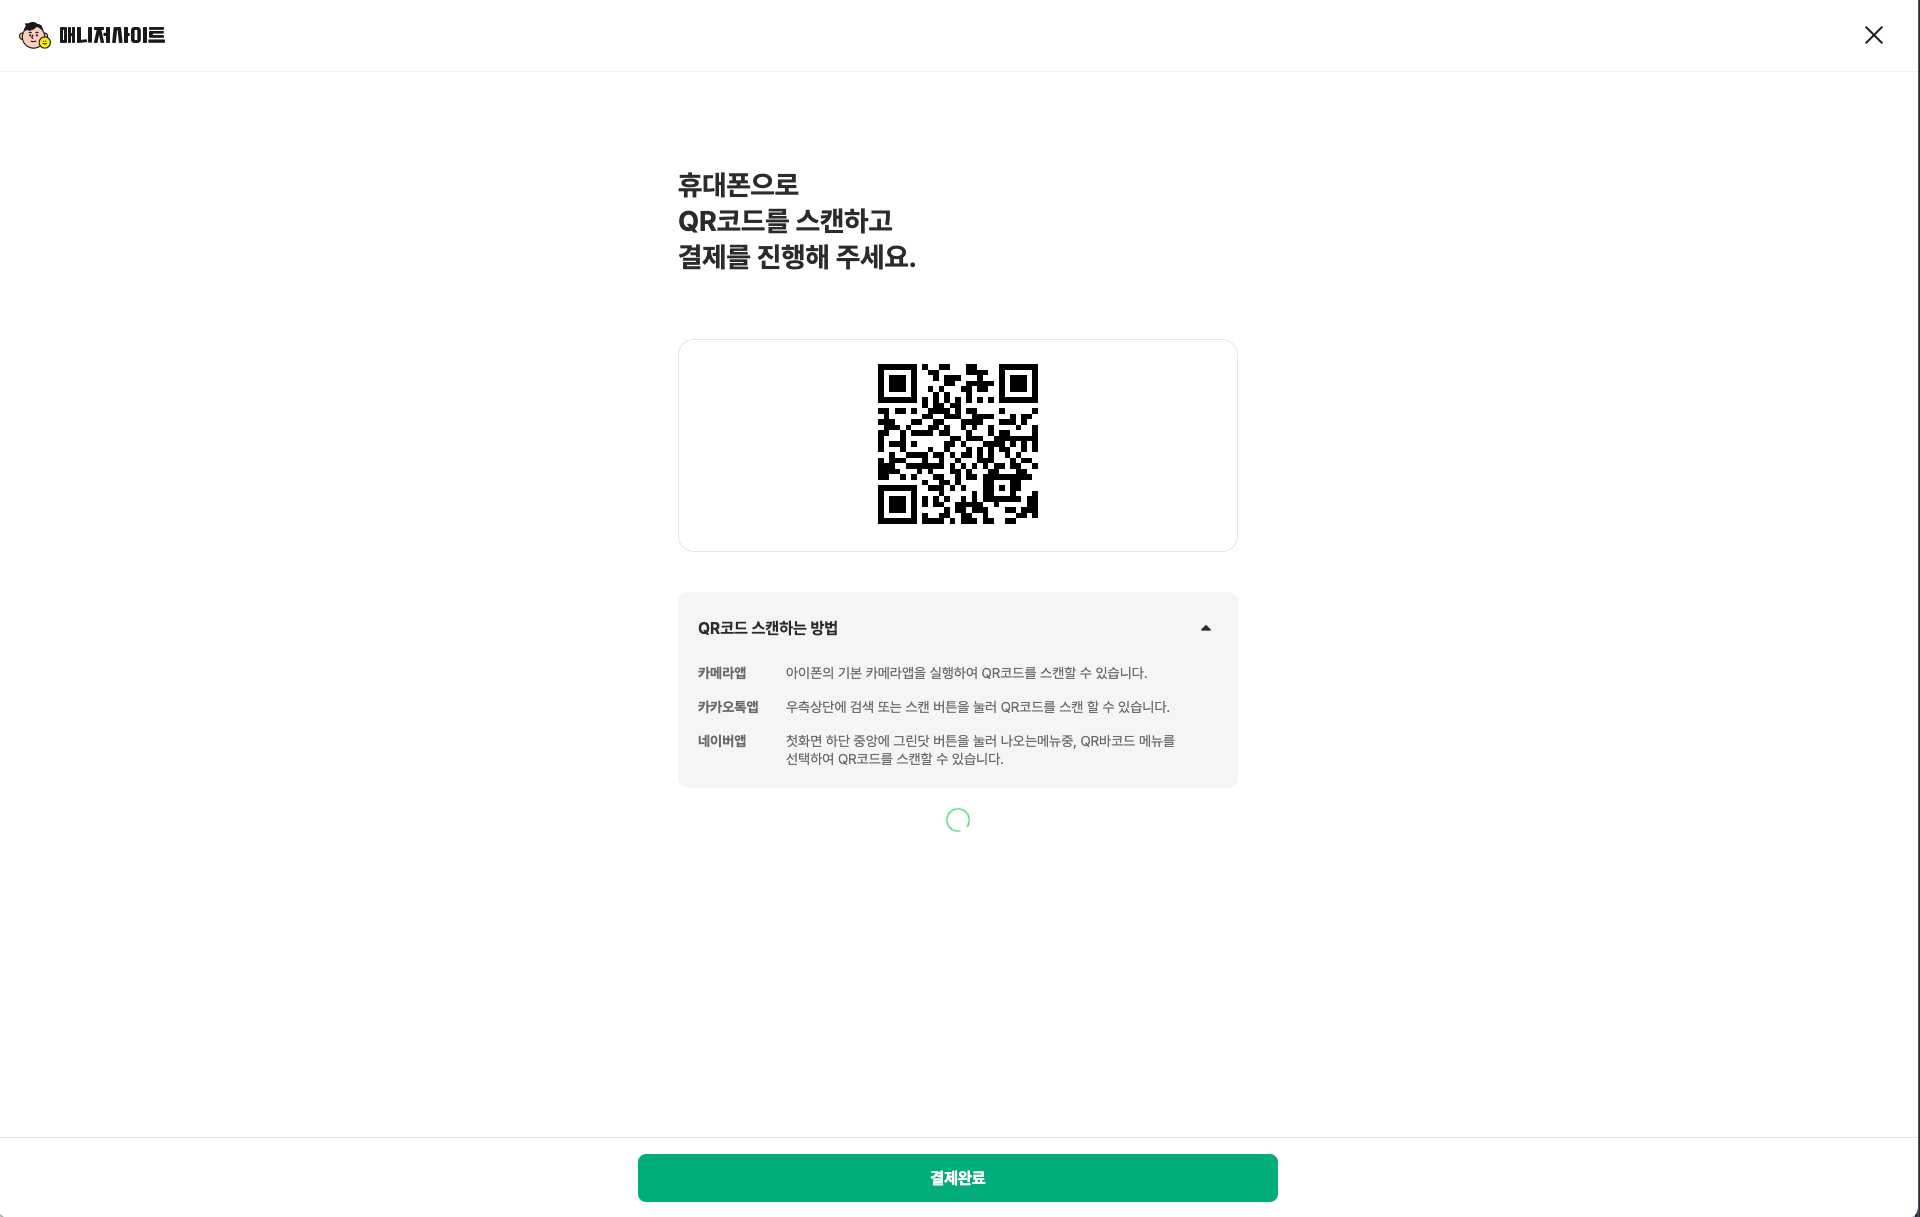 매니저사이트
휴대폰으로
QR코드를 스캔하고
결제를 진행해 주세요.
QR코드 스캔하는 방법
카메라앱 아이폰의 기본 카메라앱을 실행하여 QR코드를 스캔할 수 있습니다.
카카오톡앱 우측상단에 검색 또는 스캔 버튼을 눌러 QR코드를 스캔 할 수 있습니다.
네이버앱 첫화면 하단 중앙에 그린닷 버튼을 눌러 나오는메뉴중, QR바코드 메뉴를
선택하여 QR코드를 스캔할 수 있습니다.
결제완료